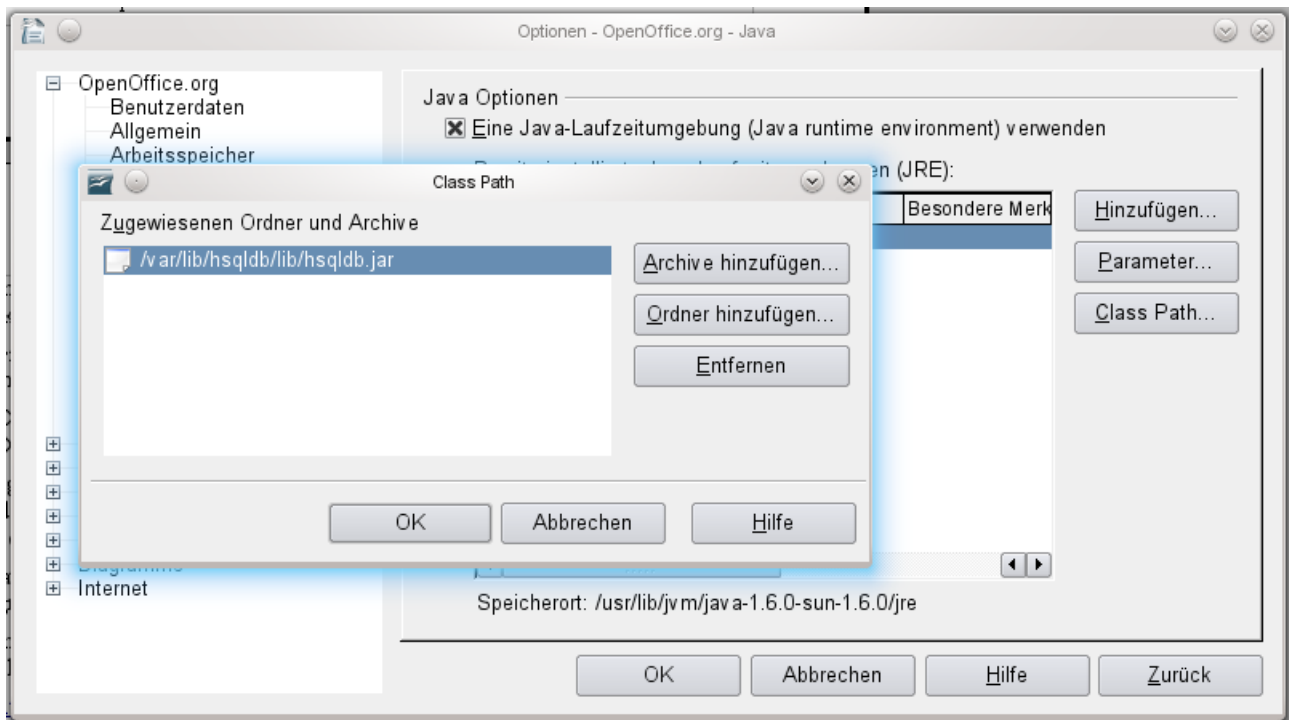 Optionen - OpenOffice.org - Java
OpenOffice.org
Benutzerdaten
Allgemein
Arbeitsspeicher
Java Optionen
Eine Java-Laufzeitumgebung (Java runtime environment) verwenden
(JRE):
Besondere Merk
Hinzufügen...
Parameter...
Class Path...
Class Path
Zugewiesenen Ordner und Archive
/var/lib/hsqldb/lib/hsqldb.jar
Archive hinzufügen...
Ordner hinzufügen...
Entfernen
OK
Abbrechen
Hilfe
Internet
Speicherort: /usr/lib/jvm/java-1.6.0-sun-1.6.0/jre
OK
Abbrechen
Hilfe
Zurück